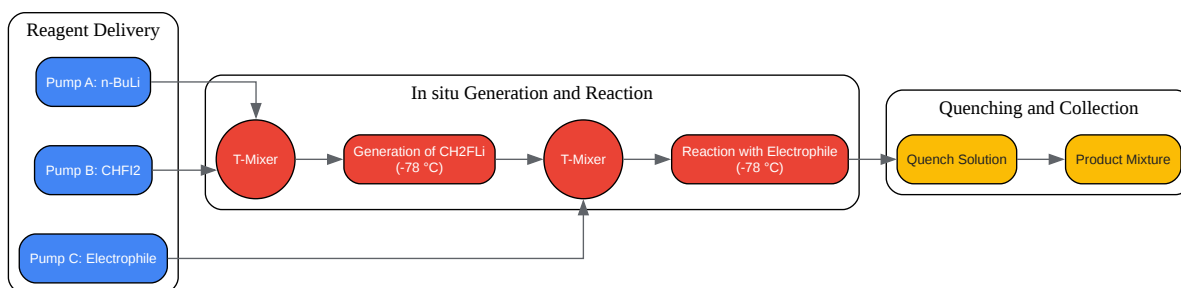 Reagent Delivery
Pump A: n-BuLi
Pump B: CHFI2
Pump C: Electrophile
In situ Generation and Reaction
T-Mixer
Generation of CH2FLi
(-78 °C)
T-Mixer
Reaction with Electrophile
(-78 °C)
Quenching and Collection
Quench Solution
Product Mixture